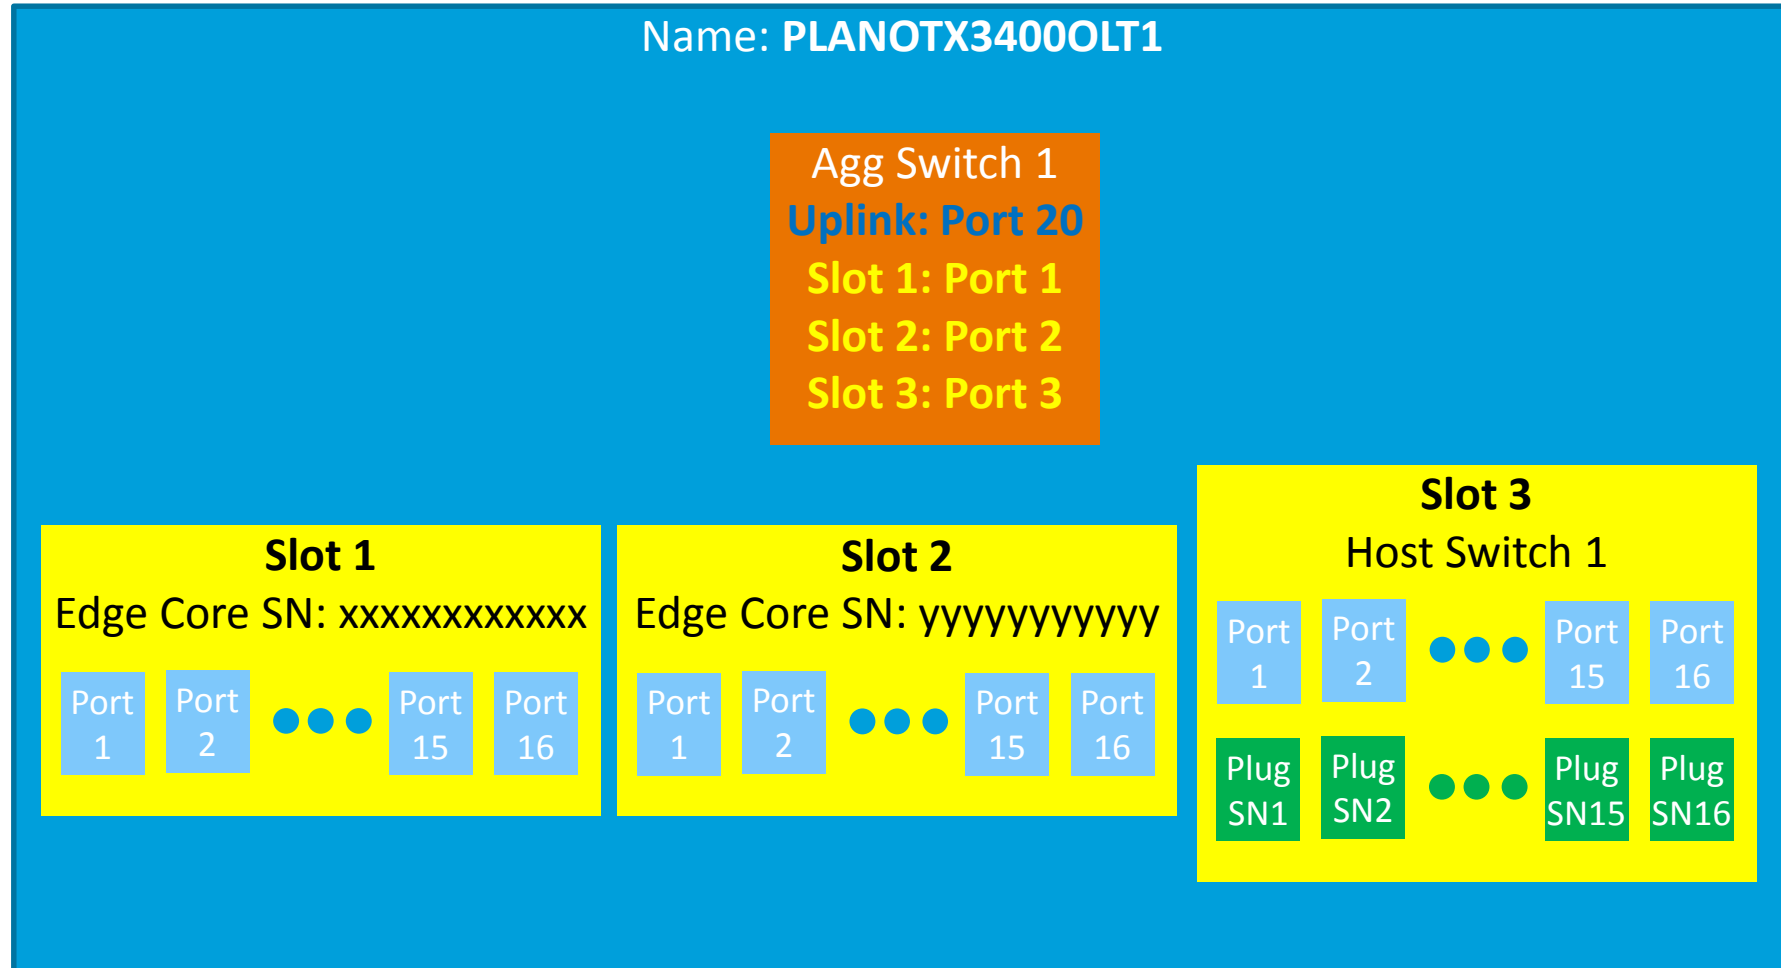 Name: PLANOTX3400OLT1
Agg Switch 1
Uplink: Port 20
Slot 1: Port 1
Slot 2: Port 2
Slot 3: Port 3
Slot 1
Edge Core SN: xxxxxxxxxxxx
Port 1
Port 2
Port 15
Port 16
Slot 2
Edge Core SN: yyyyyyyyyyy
Port 1
Port 2
Port 15
Port 16
Slot 3
Host Switch 1
Port 1
Port 2
Port 15
Port 16
Plug SN1
Plug SN2
Plug SN15
Plug SN16